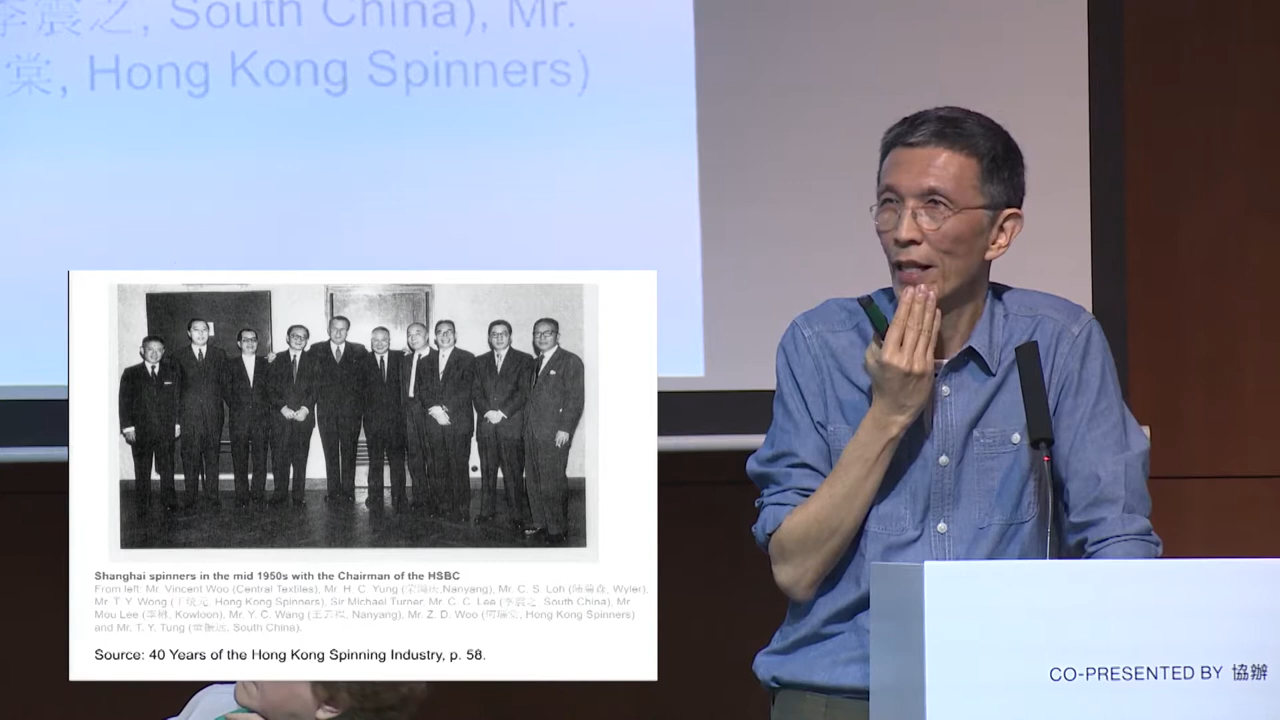 李震之, South China), Mr.
棠, Hong Kong Spinners)
Shanghai spinners in the mid 1950s with the Chairman of the HSBC
From left: Mr. Vincent Woo (Central Textiles), Mr. H. C. Yung (Nanyang), Mr. C. S. Loh (Wyler),
Mr. T. Y. Wong (Hong Kong Spinners), Sir Michael Turner, Mr. C. C. Lee (李震之, South China), Mr.
Mou Lee (Kowloon), Mr. Y. C. Wang (Nanyang), Mr. Z. D. Woo (Hong Kong Spinners)
and Mr. T. Y. Tung (South China).
Source: 40 Years of the Hong Kong Spinning Industry, p. 58.
CO-PRESENTED BY 協辦